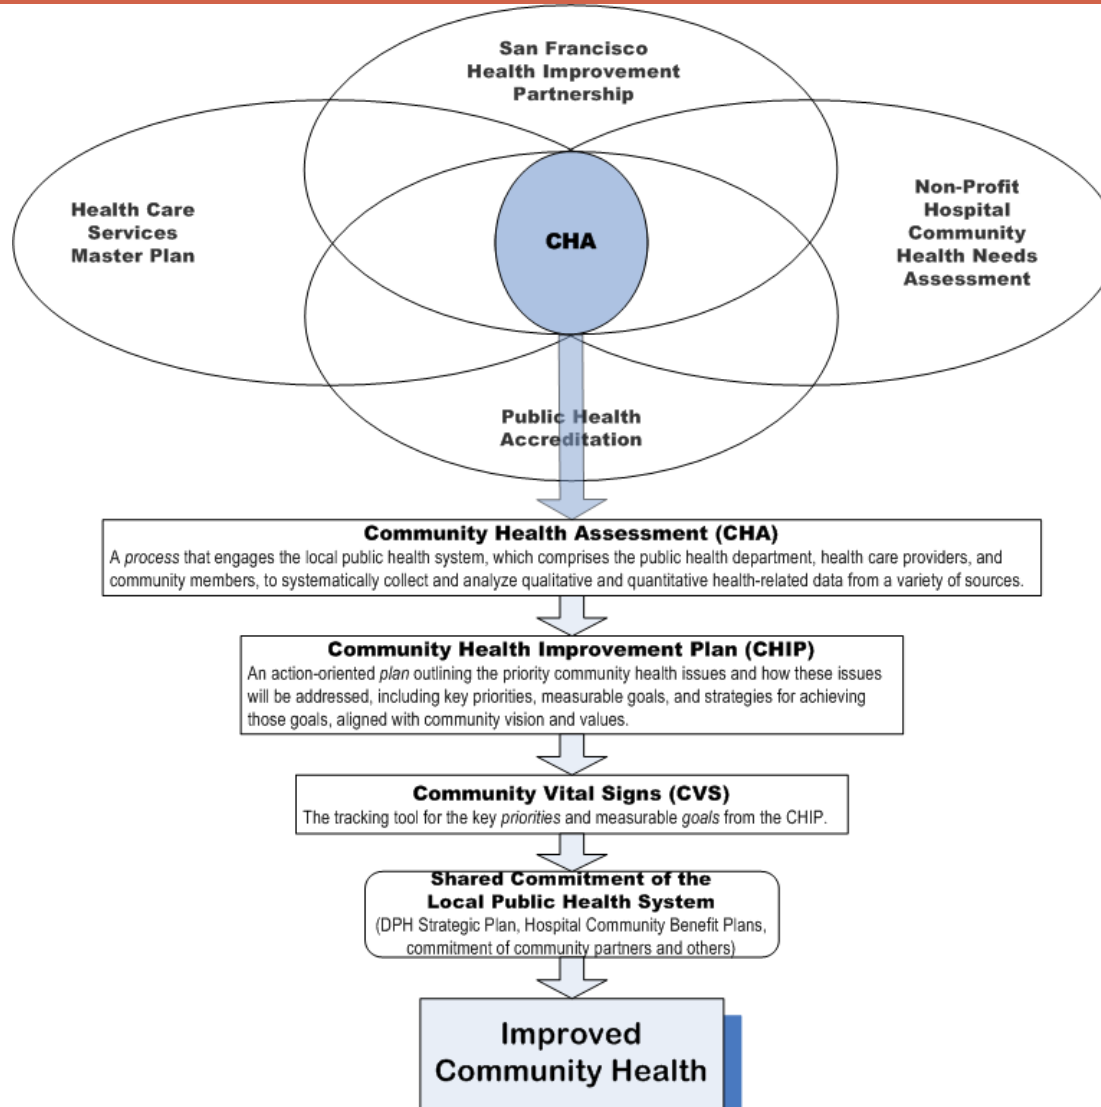 San Francisco
Health Improvement
Partnership
Health Care
Services
Master Plan
CHA
Non-Profit
Hospital
Community
Health Needs
Assessment
Public Health
Accreditation
Community Health Assessment (CHA)
A process that engages the local public health system, which comprises the public health department, health care providers, and
community members, to systematically collect and analyze qualitative and quantitative health-related data from a variety of sources.
Community Health Improvement Plan (CHIP)
An action-oriented plan outlining the priority community health issues and how these issues
will be addressed, including key priorities, measurable goals, and strategies for achieving
those goals, aligned with community vision and values.
Community Vital Signs (CVS)
The tracking tool for the key priorities and measurable goals from the CHIP.
Shared Commitment of the
Local Public Health System
(DPH Strategic Plan, Hospital Community Benefit Plans,
commitment of community partners and others)
Improved
Community Health